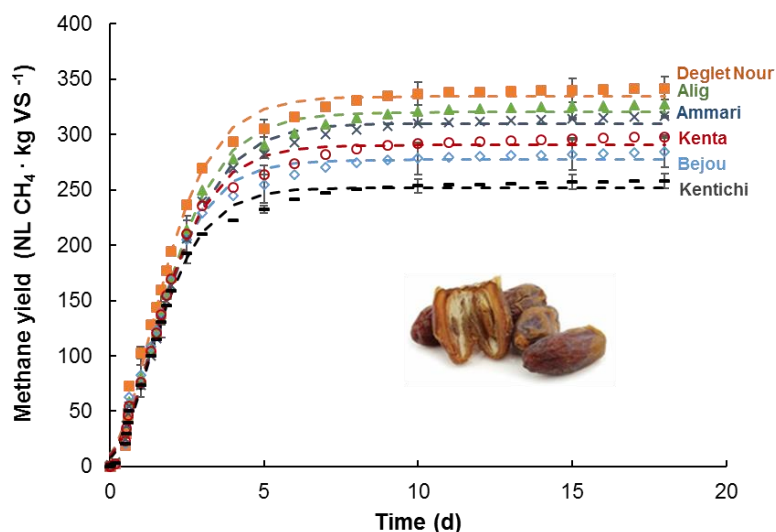 Methane yield (NL CH₄ · kg VS⁻¹)
400
350
300
250
200
150
100
50
0
0 5 10 15 20
Time (d)
Deglet Nour
Alig
Ammari
Kenta
Bejou
Kentichi